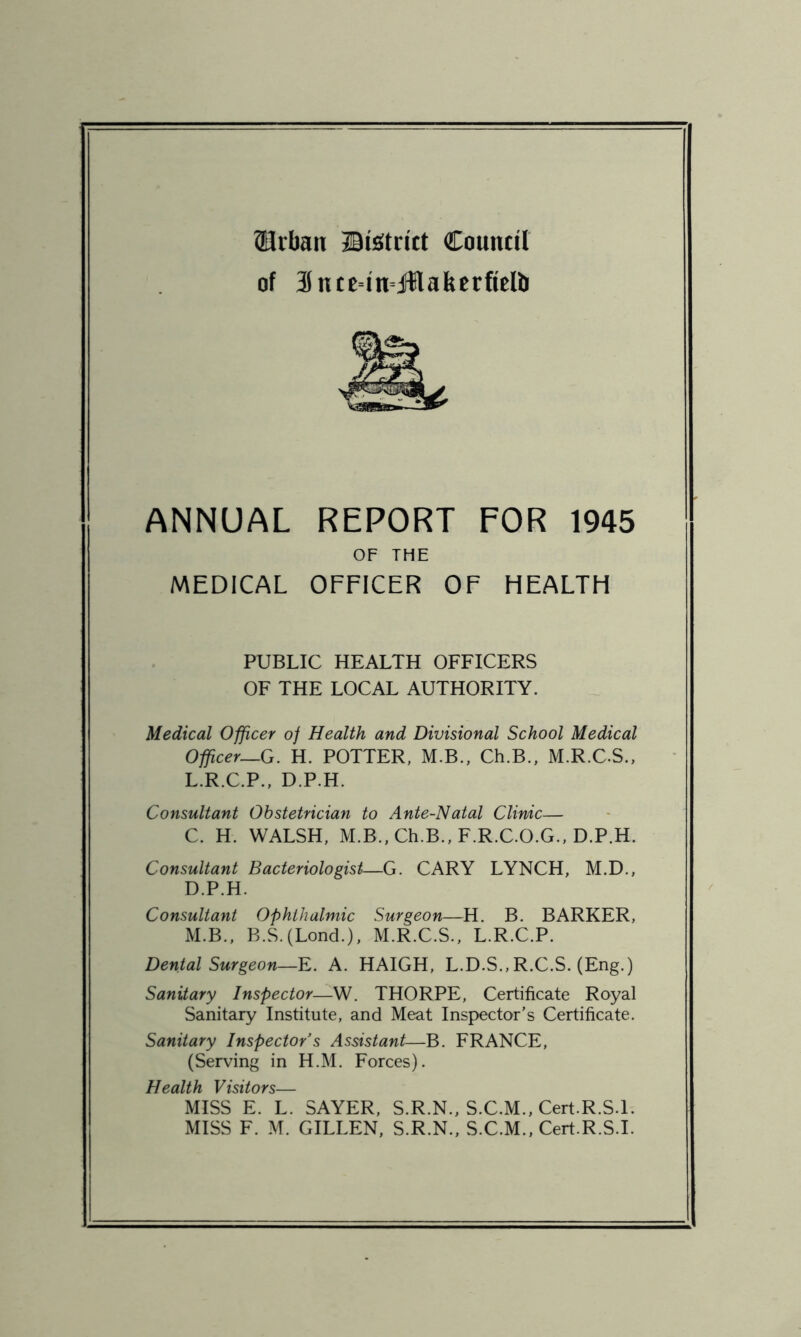 Urban District Council
of Ince-in-Makerfield
ANNUAL REPORT FOR 1945
OF THE
MEDICAL OFFICER OF HEALTH
PUBLIC HEALTH OFFICERS
OF THE LOCAL AUTHORITY.
Medical Officer of Health and Divisional School Medical
Officer—G. H. POTTER, M.B., Ch.B., M.R.C.S.,
L.R.C.P., D.P.H.
Consultant Obstetrician to Ante-Natal Clinic—
C. H. WALSH, M.B., Ch.B., F.R.C.O.G., D.P.H.
Consultant Bacteriologist—G. CARY LYNCH, M.D.,
D.P.H.
Consultant Ophthalmic Surgeon—H. B. BARKER,
M.B., B.S.(Lond.), M.R.C.S., L.R.C.P.
Dental Surgeon—E. A. HAIGH, L.D.S.,R.C.S. (Eng.)
Sanitary Inspector—W. THORPE, Certificate Royal
Sanitary Institute, and Meat Inspector's Certificate.
Sanitary Inspector's Assistant—B. FRANCE,
(Serving in H.M. Forces).
Health Visitors—
MISS E. L. SAYER, S.R.N., S.C.M., Cert.R.S.I.
MISS F. M. GILLEN, S.R.N., S.C.M., Cert.R.S.I.